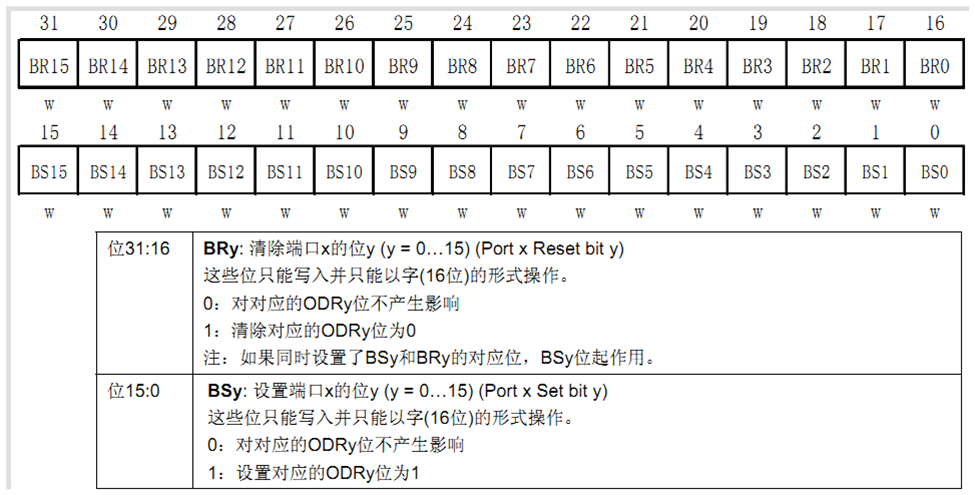 31 30 29 28 27 26 25 24 23 22 21 20 19 18 17 16
BR15 BR14 BR13 BR12 BR11 BR10 BR9 BR8 BR7 BR6 BR5 BR4 BR3 BR2 BR1 BR0
w w w w w w w w w w w w w w w w
15 14 13 12 11 10 9 8 7 6 5 4 3 2 1 0
BS15 BS14 BS13 BS12 BS11 BS10 BS9 BS8 BS7 BS6 BS5 BS4 BS3 BS2 BS1 BS0
w w w w w w w w w w w w w w w w
位31:16 BRy: 清除端口x的位y (y = 0…15) (Port x Reset bit y)
这些位只能写入并只能以字(16位)的形式操作。
0：对对应的ODRy位不产生影响
1：清除对应的ODRy位为0
注：如果同时设置了BSy和BRy的对应位，BSy位起作用。
位15:0 BSy: 设置端口x的位y (y = 0…15) (Port x Set bit y)
这些位只能写入并只能以字(16位)的形式操作。
0：对对应的ODRy位不产生影响
1：设置对应的ODRy位为1